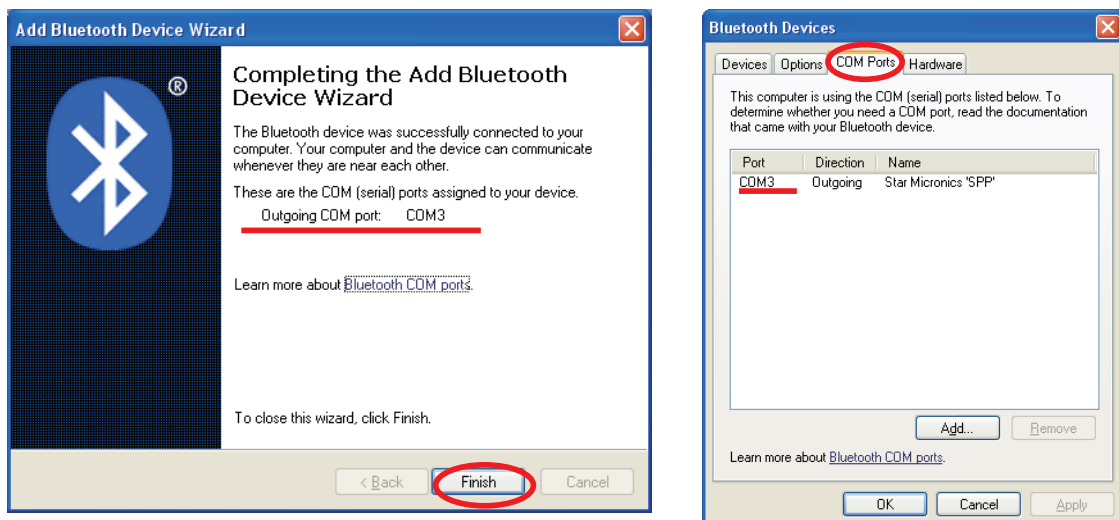 Add Bluetooth Device Wizard
®
Completing the Add Bluetooth
Device Wizard
The Bluetooth device was successfully connected to your
computer. Your computer and the device can communicate
whenever they are near each other.
These are the COM (serial) ports assigned to your device.
Outgoing COM port: COM3
Learn more about Bluetooth COM ports.
To close this wizard, click Finish.
< Back Finish Cancel
Bluetooth Devices
Devices Options COM Ports Hardware
This computer is using the COM (serial) ports listed below. To
determine whether you need a COM port, read the documentation
that came with your Bluetooth device.
Port Direction Name
COM3 Outgoing Star Micronics 'SPP'
Add... Remove
Learn more about Bluetooth COM ports.
OK Cancel Apply